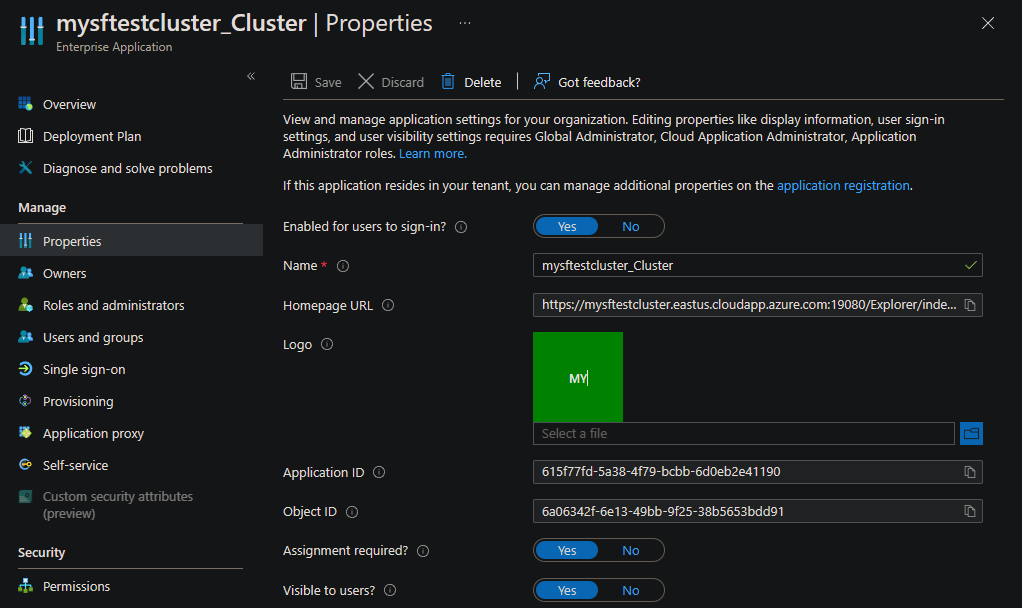 mysftestcluster_Cluster | Properties ...
Enterprise Application
«
Save Discard Delete | Got feedback?
Overview
Deployment Plan
Diagnose and solve problems
Manage
Properties
Owners
Roles and administrators
Users and groups
Single sign-on
Provisioning
Application proxy
Self-service
Custom security attributes
(preview)
Security
Permissions
View and manage application settings for your organization. Editing properties like display information, user sign-in
settings, and user visibility settings requires Global Administrator, Cloud Application Administrator, Application
Administrator roles. Learn more.
If this application resides in your tenant, you can manage additional properties on the application registration.
Enabled for users to sign-in? Yes No
Name * mysftestcluster_Cluster
Homepage URL https://mysftestcluster.eastus.cloudapp.azure.com:19080/Explorer/inde...
Logo
MY
Select a file
Application ID 615f77fd-5a38-4f79-bcbb-6d0eb2e41190
Object ID 6a06342f-6e13-49bb-9f25-38b5653bdd91
Assignment required? Yes No
Visible to users? Yes No